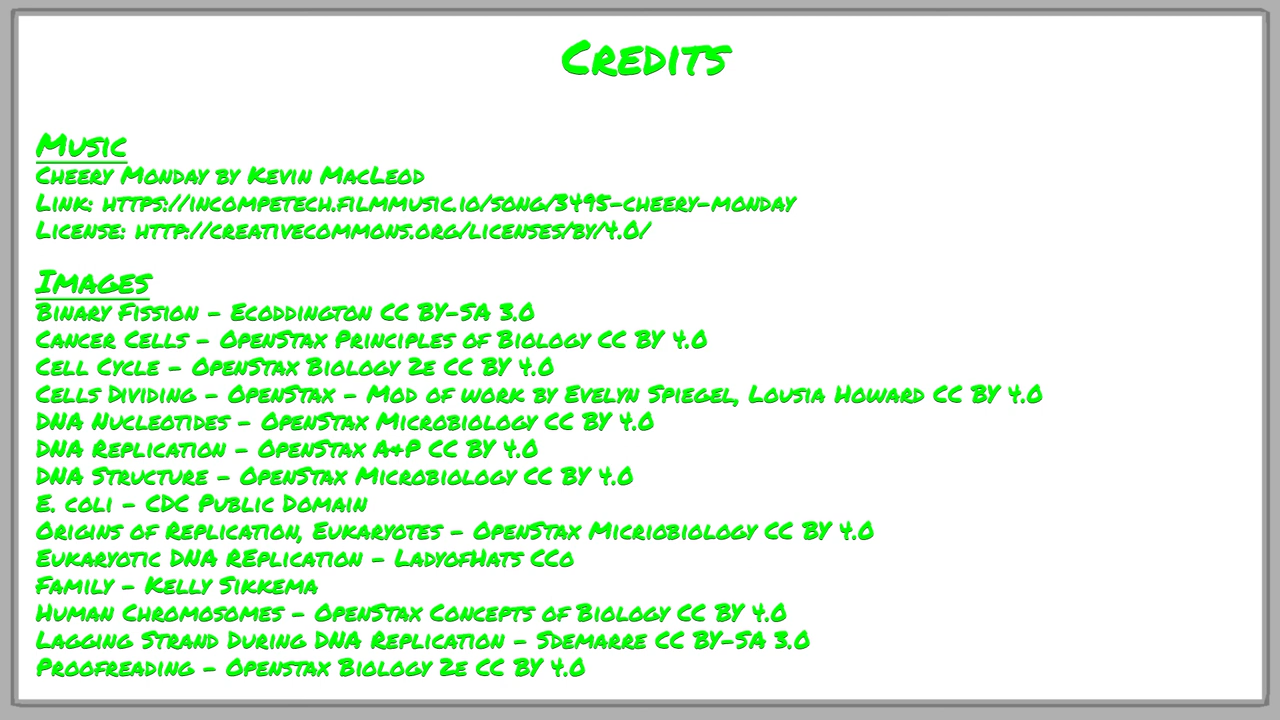 Credits
Music
Cheery Monday by Kevin MacLeod
Link: https://incompetech.filmmusic.io/song/3495-cheery-monday
License: http://creativecommons.org/licenses/by/4.0/
Images
Binary Fission - Ecoddington CC BY-SA 3.0
Cancer Cells - OpenStax Principles of Biology CC BY 4.0
Cell Cycle - OpenStax Biology 2e CC BY 4.0
Cells Dividing - OpenStax - Mod of work by Evelyn Spiegel, Lousia Howard CC BY 4.0
DNA Nucleotides - OpenStax Microbiology CC BY 4.0
DNA Replication - OpenStax A&P CC BY 4.0
DNA Structure - OpenStax Microbiology CC BY 4.0
E. coli - CDC Public Domain
Origins of Replication, Eukaryotes - OpenStax Micriobiology CC BY 4.0
Eukaryotic DNA REplication - LadyofHats CC0
Family - Kelly Sikkema
Human Chromosomes - OpenStax Concepts of Biology CC BY 4.0
Lagging Strand During DNA Replication - Sdemarre CC BY-SA 3.0
Proofreading - Openstax Biology 2e CC BY 4.0